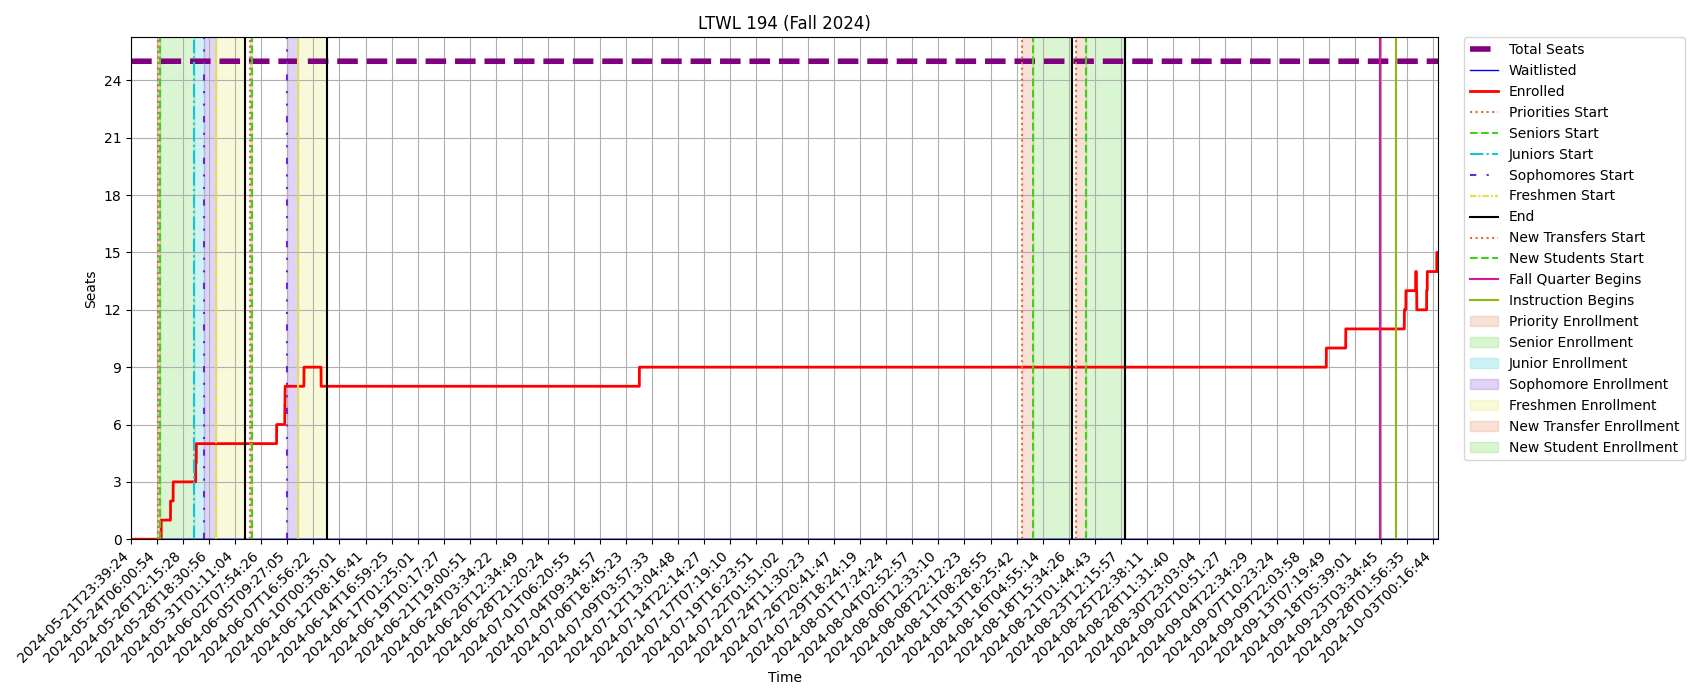 LTWL 194 (Fall 2024)
Seats
24
21
18
15
12
9
6
3
0
2024-05-21T23:39:24
2024-05-24T06:00:54
2024-05-26T12:15:28
2024-05-28T18:30:56
2024-05-31T01:11:04
2024-06-02T07:54:26
2024-06-05T09:27:05
2024-06-07T16:56:22
2024-06-10T00:35:01
2024-06-12T08:16:41
2024-06-14T16:59:25
2024-06-17T01:25:01
2024-06-19T10:17:27
2024-06-21T19:00:51
2024-06-24T03:34:22
2024-06-26T12:34:49
2024-06-28T21:20:24
2024-07-01T06:20:55
2024-07-04T09:34:57
2024-07-06T18:45:23
2024-07-09T03:57:33
2024-07-12T13:04:48
2024-07-14T22:14:27
2024-07-17T07:19:10
2024-07-19T16:23:51
2024-07-22T01:51:02
2024-07-24T11:30:23
2024-07-26T20:41:47
2024-07-29T18:24:19
2024-08-01T17:24:24
2024-08-04T02:52:57
2024-08-06T12:33:10
2024-08-08T22:12:23
2024-08-11T08:28:55
2024-08-13T18:25:42
2024-08-16T04:55:14
2024-08-18T15:34:26
2024-08-21T01:44:43
2024-08-23T12:15:57
2024-08-25T22:38:11
2024-08-28T11:31:40
2024-08-30T23:03:04
2024-09-02T10:51:27
2024-09-04T22:34:29
2024-09-07T10:23:24
2024-09-09T22:03:58
2024-09-13T07:19:49
2024-09-18T05:39:01
2024-09-23T03:34:45
2024-09-28T01:56:35
2024-10-03T00:16:44
Time
Total Seats
Waitlisted
Enrolled
Priorities Start
Seniors Start
Juniors Start
Sophomores Start
Freshmen Start
End
New Transfers Start
New Students Start
Fall Quarter Begins
Instruction Begins
Priority Enrollment
Senior Enrollment
Junior Enrollment
Sophomore Enrollment
Freshmen Enrollment
New Transfer Enrollment
New Student Enrollment